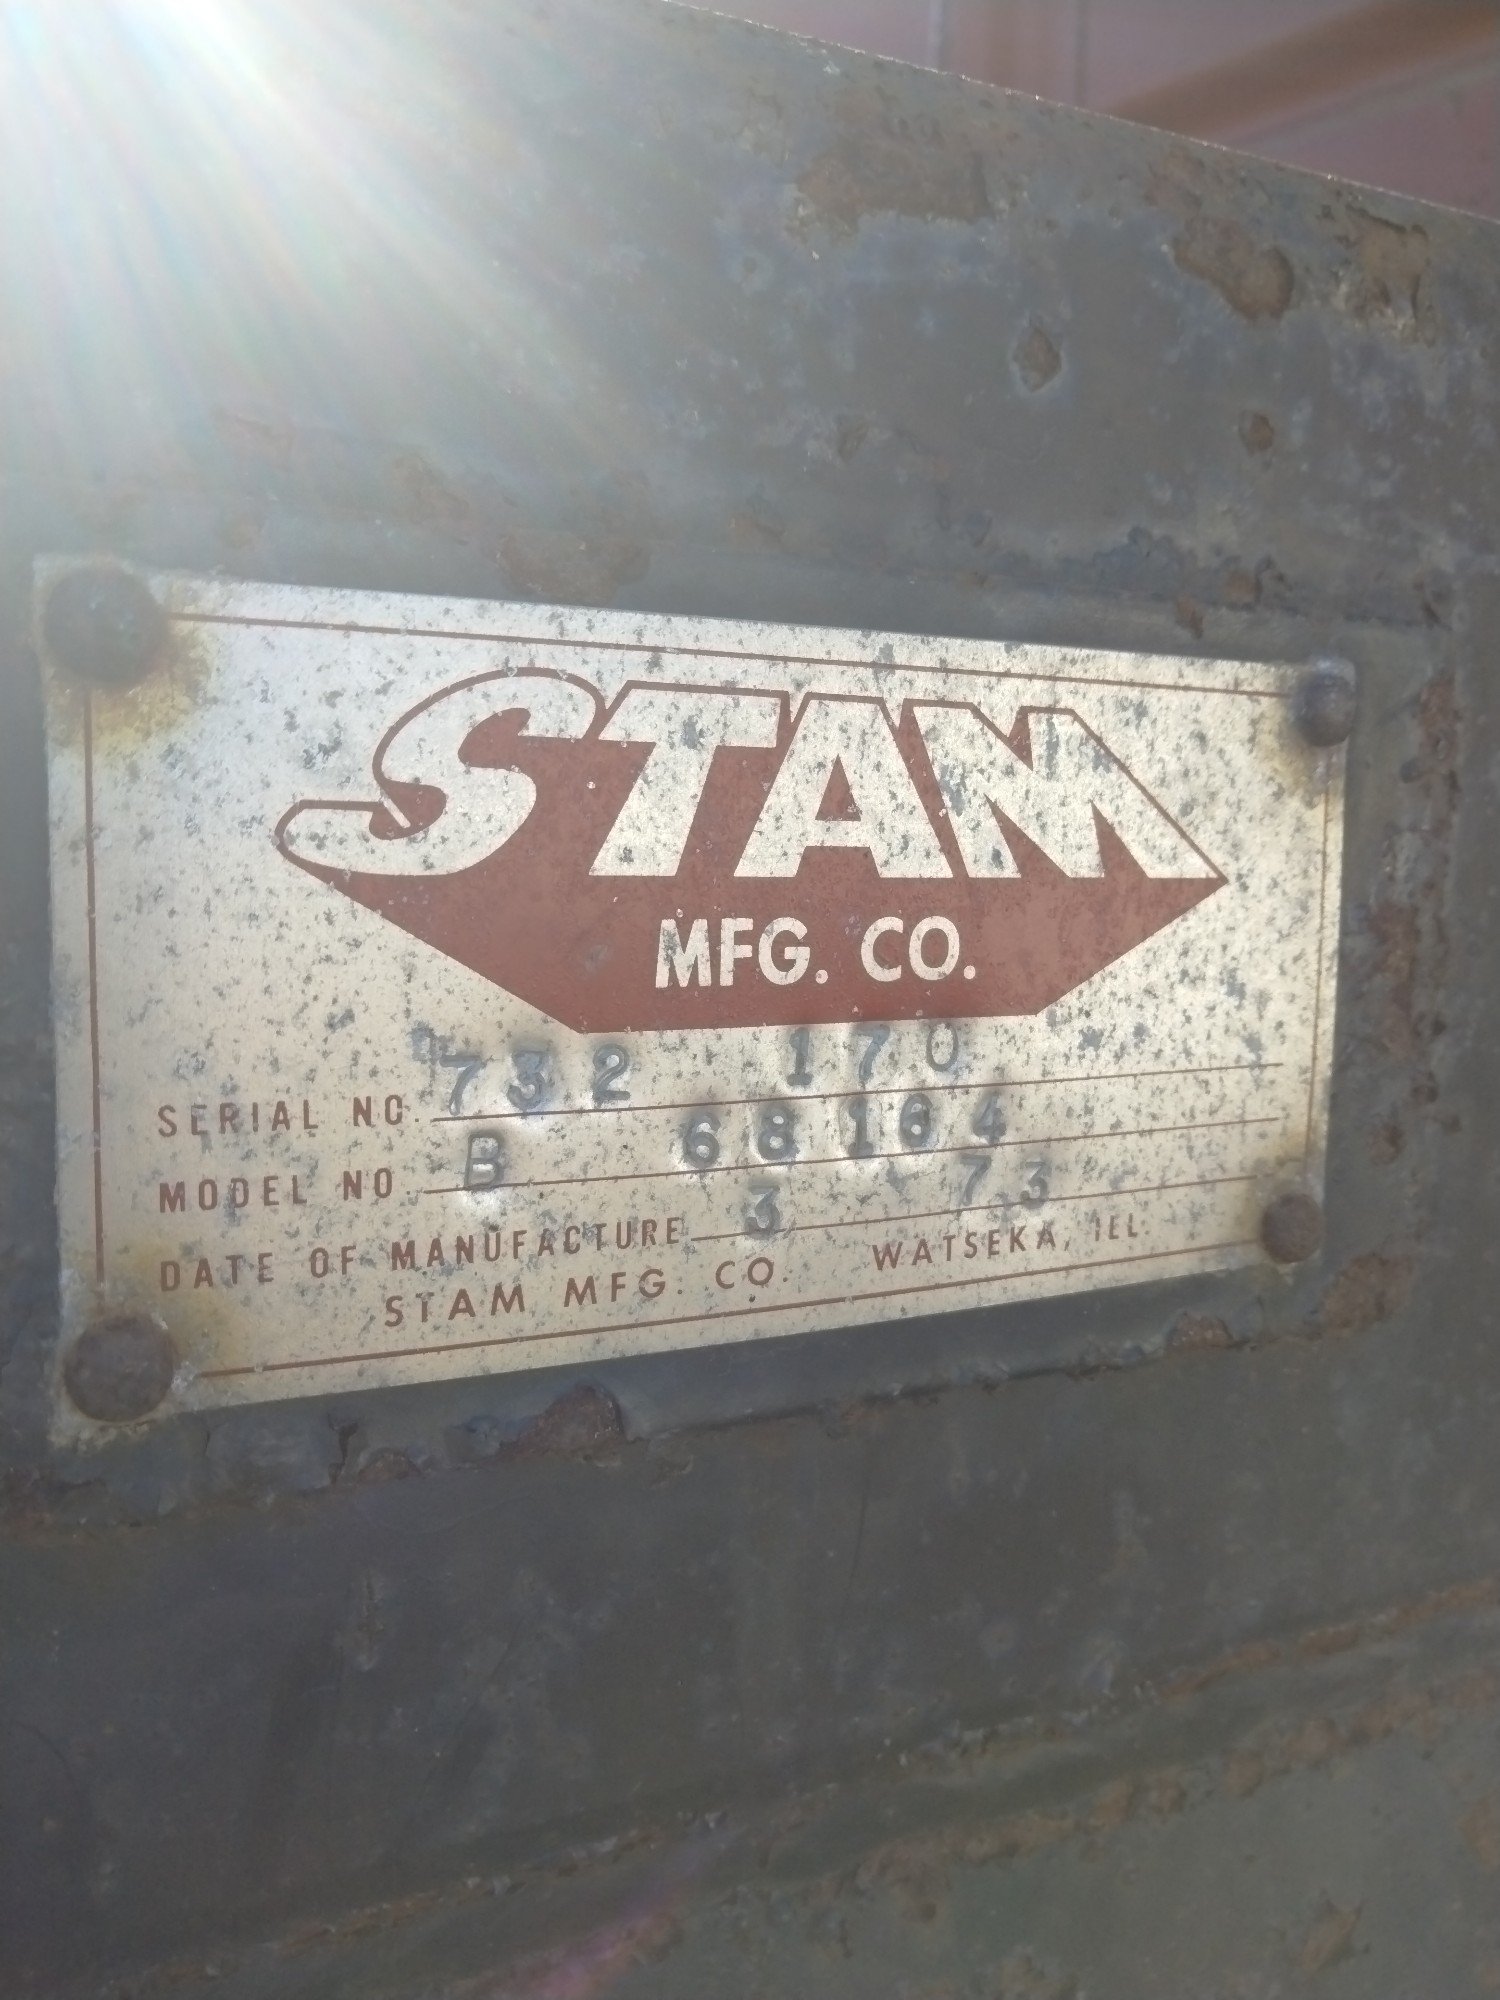 STAM
MFG. CO.
SERIAL NO. 732 170
MODEL NO. B 68164
DATE OF MANUFACTURE 3 73
STAM MFG. CO. WATSEKA, ILL.